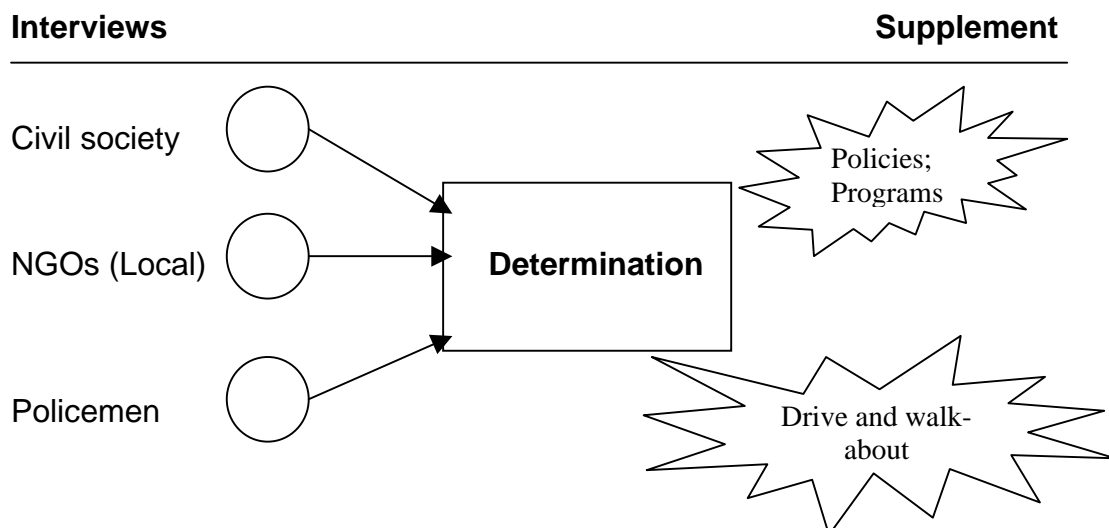 Interviews
Supplement
Civil society
Policies;
Programs
NGOs (Local)
Determination
Policemen
Drive and walk-
about